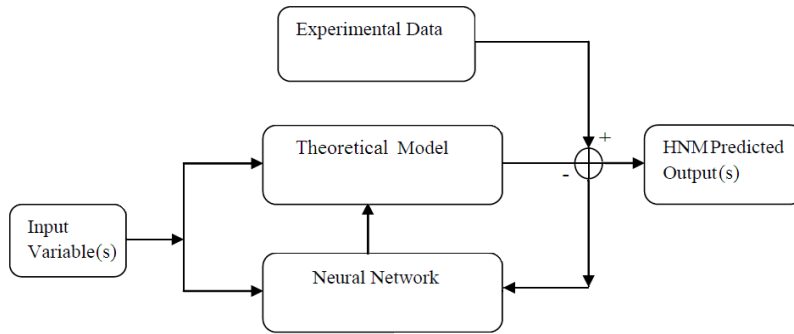 Experimental Data
+
Theoretical Model
-
HNM Predicted
Output(s)
Input
Variable(s)
Neural Network